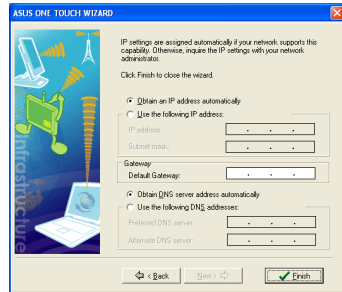 ASUS ONE TOUCH WIZARD
IP settings are assigned automatically if your network supports this
capability. Otherwise, inquire the IP settings with your network
administrator.
Click Finish to close the wizard.
Obtain an IP address automatically
Use the following IP address:
IP address:
Subnet mask:
Gateway
Default Gateway:
Obtain DNS server address automatically
Use the following DNS addresses:
Preferred DNS server:
Alternate DNS server:
< Back
Next >
Finish
Infrastructure